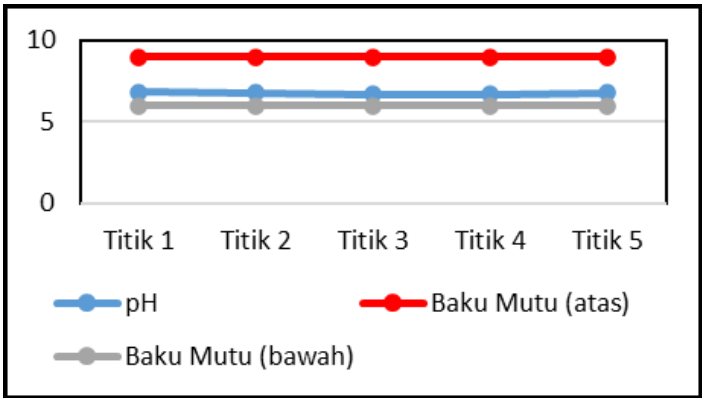 10
5
0
Titik 1 Titik 2 Titik 3 Titik 4 Titik 5
pH Baku Mutu (atas)
Baku Mutu (bawah)